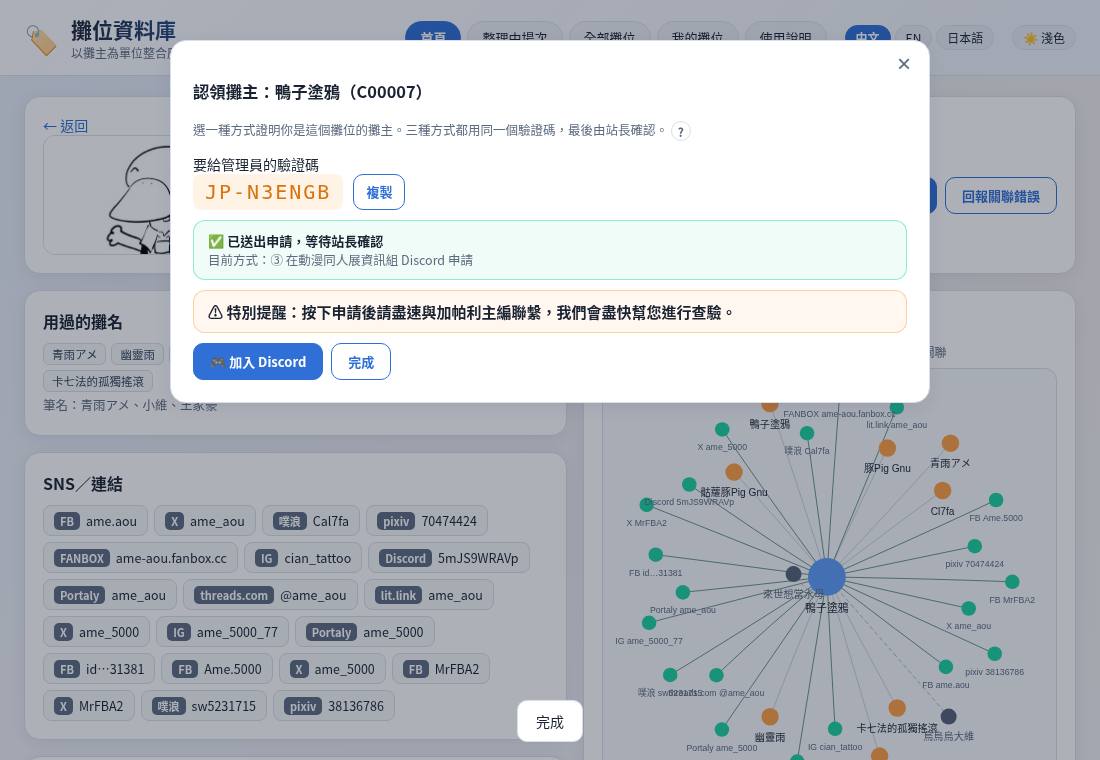 攤位資料庫
首頁
整理中場次
全部攤位
我的攤位
使用說明
中文
EN
日本語
☀️ 淺色
認領攤主：鴨子塗鴉（C00007）
×
選一種方式證明你是這個攤位的攤主。三種方式都用同一個驗證碼，最後由站長確認。 ?
要給管理員的驗證碼
JP-N3ENGB
複製
✅ 已送出申請，等待站長確認
目前方式：③ 在動漫同人展資訊組 Discord 申請
⚠ 特別提醒：按下申請後請盡速與加帕利主編聯繫，我們會盡快幫您進行查驗。
🎮 加入 Discord
完成
← 返回
回報關聯錯誤
用過的攤名
青雨アメ
幽靈雨
卡七法的孤獨搖滾
筆名：青雨アメ、小維、王家豪
SNS／連結
FB ame.aou
X ame_aou
噗浪 Cal7fa
pixiv 70474424
FANBOX ame-aou.fanbox.cc
IG cian_tattoo
Discord 5mJS9WRAVp
Portaly ame_aou
threads.com @ame_aou
lit.link ame_aou
X ame_5000
IG ame_5000_77
Portaly ame_5000
FB id…31381
FB Ame.5000
X ame_5000
FB MrFBA2
X MrFBA2
噗浪 sw5231715
pixiv 38136786
完成
FANBOX ame-aou.fanbox.cc
鴨子塗鴉
lit.link ame_aou
X ame_5000
噗浪 Cal7fa
豚Pig Gnu
青雨アメ
骷蘿豚Pig Gnu
Discord 5mJS9WRAVp
Cl7fa
X MrFBA2
FB Ame.5000
pixiv 70474424
FB id…31381
FB MrFBA2
鴨子塗鴉
Portaly ame_aou
X ame_aou
IG ame_5000_77
pixiv 38136786
FB ame.aou
噗浪 sw5231715
threads.com @ame_aou
卡七法的孤獨搖滾
烏烏烏大維
幽靈雨
Portaly ame_5000
IG cian_tattoo